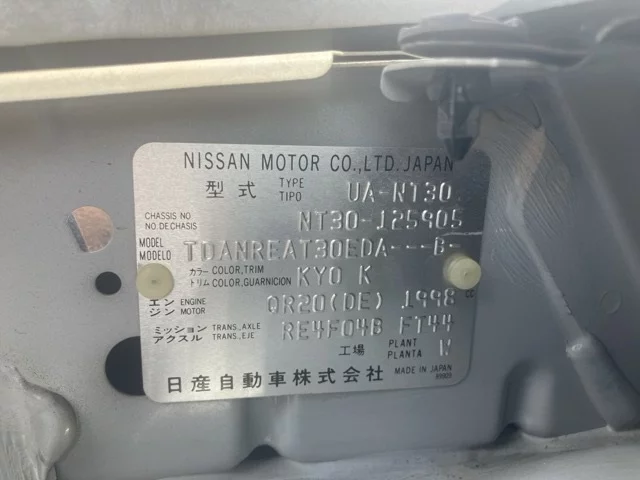 NISSAN MOTOR CO.,LTD. JAPAN
型式 TYPE TIPO UA-NT30
CHASSIS NO NO.DECHASIS NT30-125905
MODEL MODELO TDANREAT30EDA---B-
カラー COLOR,TRIM トリム COLOR,GUARNICION KY0 K
エンジン ENGINE MOTOR QR20(DE) 1998 CC
ミッション TRANS,AXLE アクスル TRANS,EJE RE4F04B FT44
工場 PLANT PLANTA W
日産自動車株式会社 MADE IN JAPAN